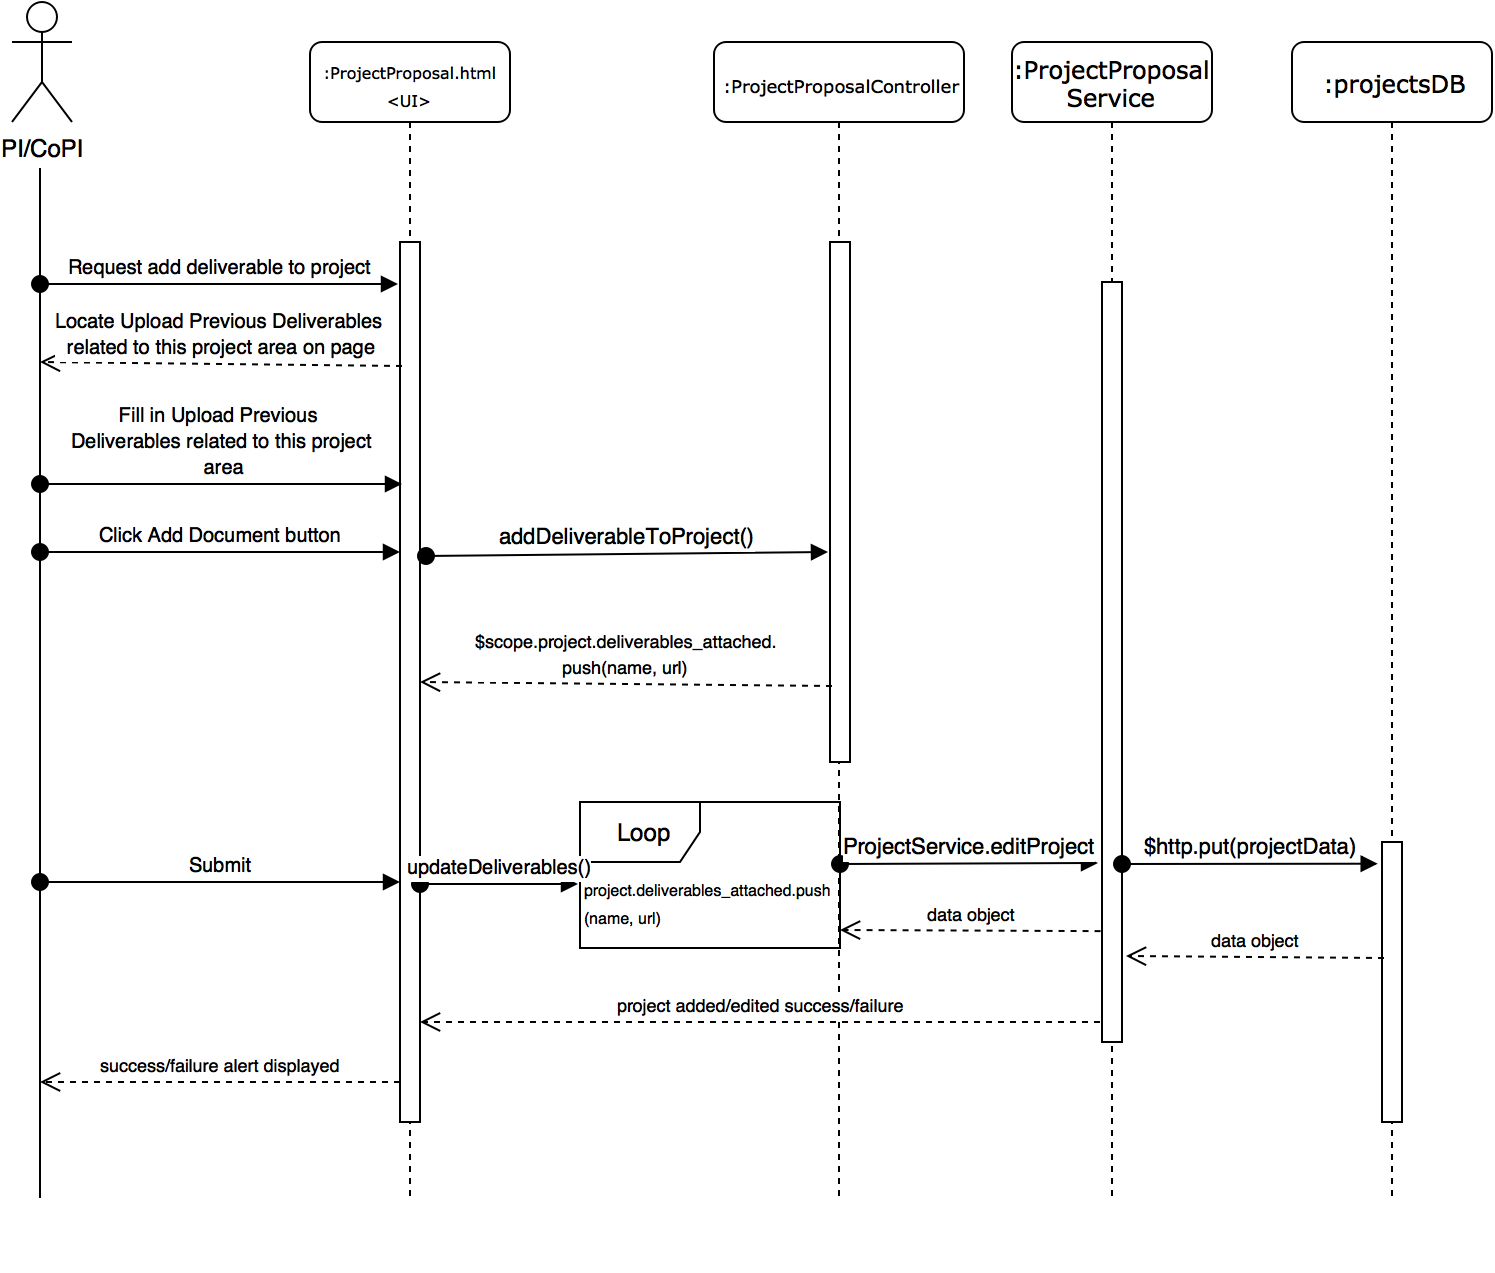 :ProjectProposal.html
<UI>
:ProjectProposalController
:ProjectProposal
Service
:projectsDB
PI/CoPI
Request add deliverable to project
Locate Upload Previous Deliverables
related to this project area on page
Fill in Upload Previous
Deliverables related to this project
area
Click Add Document button
addDeliverableToProject()
$scope.project.deliverables_attached.
push(name, url)
Loop
Submit
updateDeliverables()
project.deliverables_attached.push
(name, url)
ProjectService.editProject
$http.put(projectData)
data object
data object
project added/edited success/failure
success/failure alert displayed